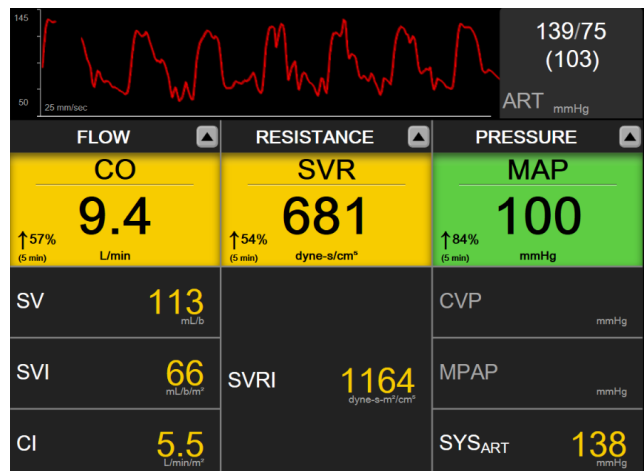 145
139/75
(103)
50
25 mm/sec
ART mmHg
FLOW
RESISTANCE
PRESSURE
CO
9.4
↑57%
(5 min)
L/min
SVR
681
↑54%
(5 min)
dyne-s/cm⁵
MAP
100
↑84%
(5 min)
mmHg
SV 113
mL/b
SVI 66
mL/b/m²
CI 5.5
L/min/m²
SVRI 1164
dyne-s-m²/cm⁵
CVP
mmHg
MPAP
mmHg
SYSART 138
mmHg